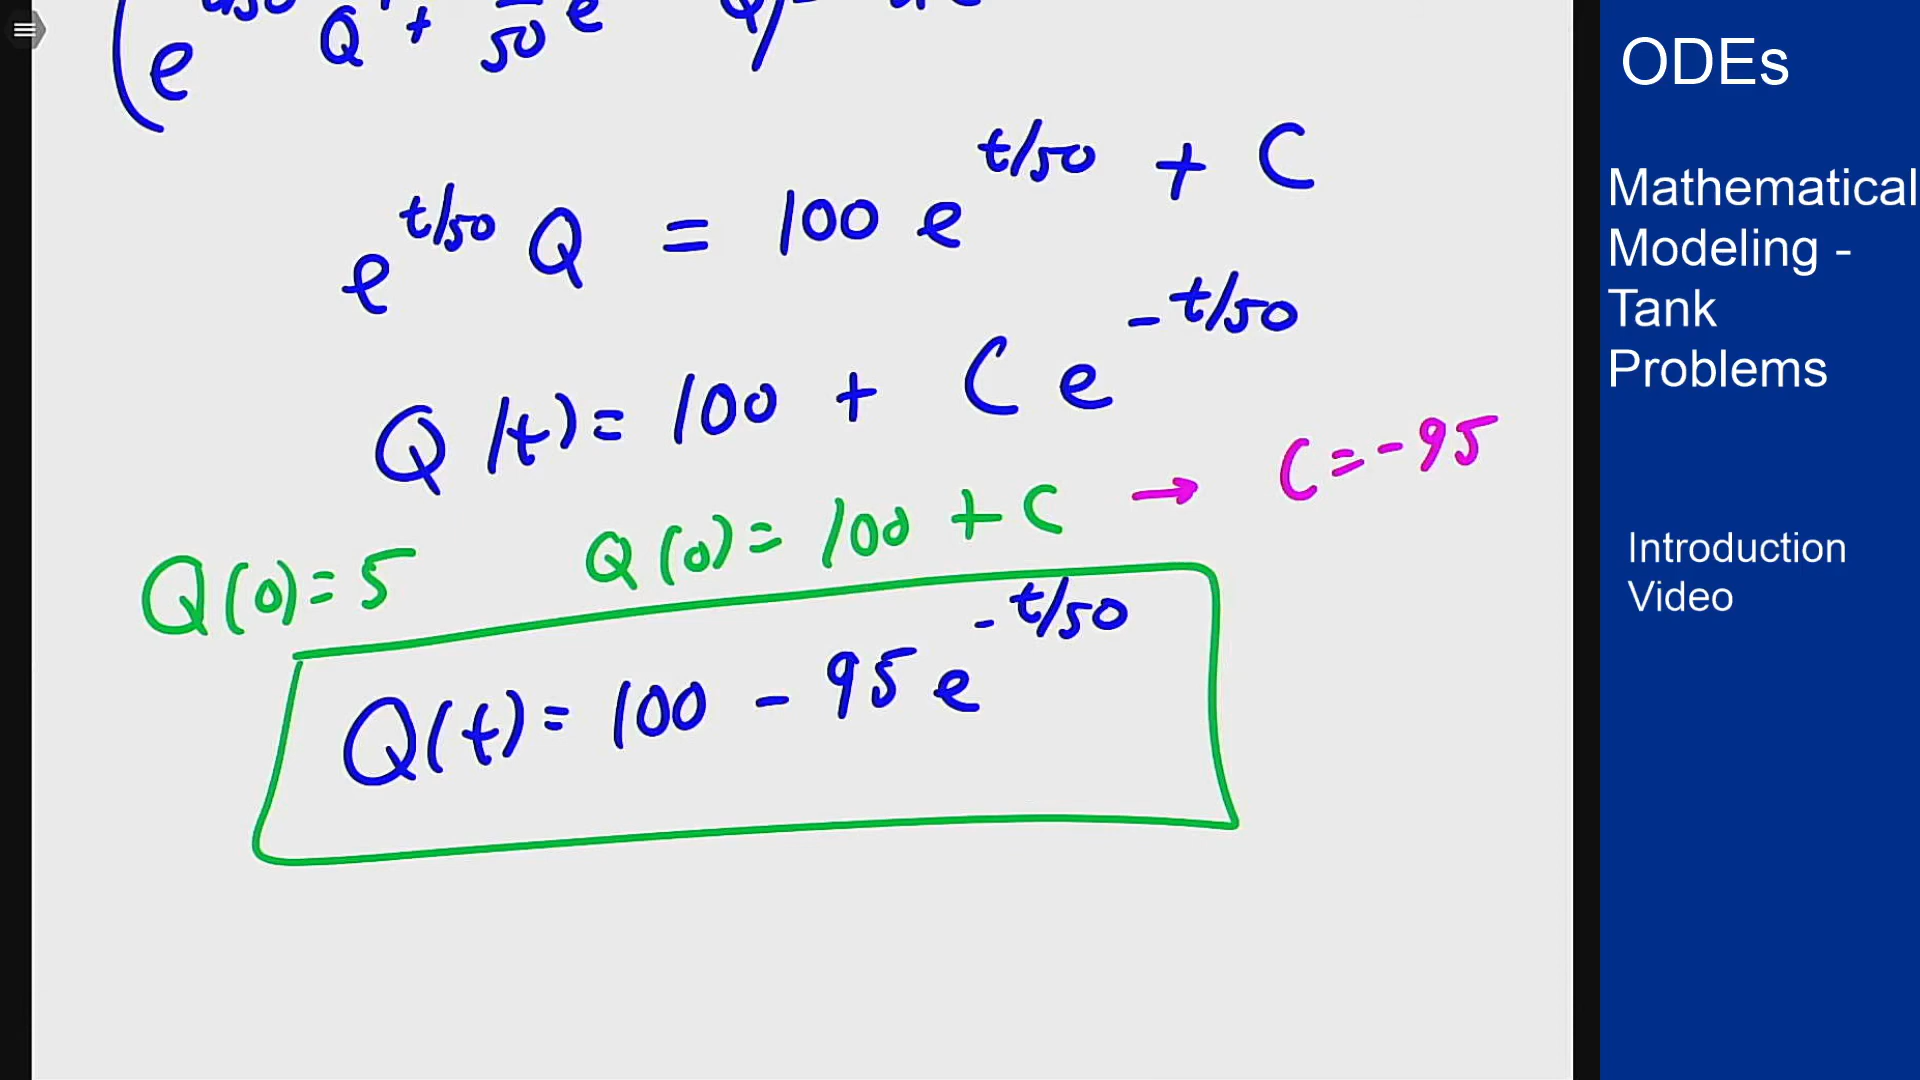 e Q + 50 e
e^{t/50} Q = 100 e^{t/50} + C
Q(t) = 100 + C e^{-t/50}
Q(0) = 5 Q(0) = 100 + C → C = -95
Q(t) = 100 - 95 e^{-t/50}
ODEs
Mathematical
Modeling -
Tank
Problems
Introduction
Video